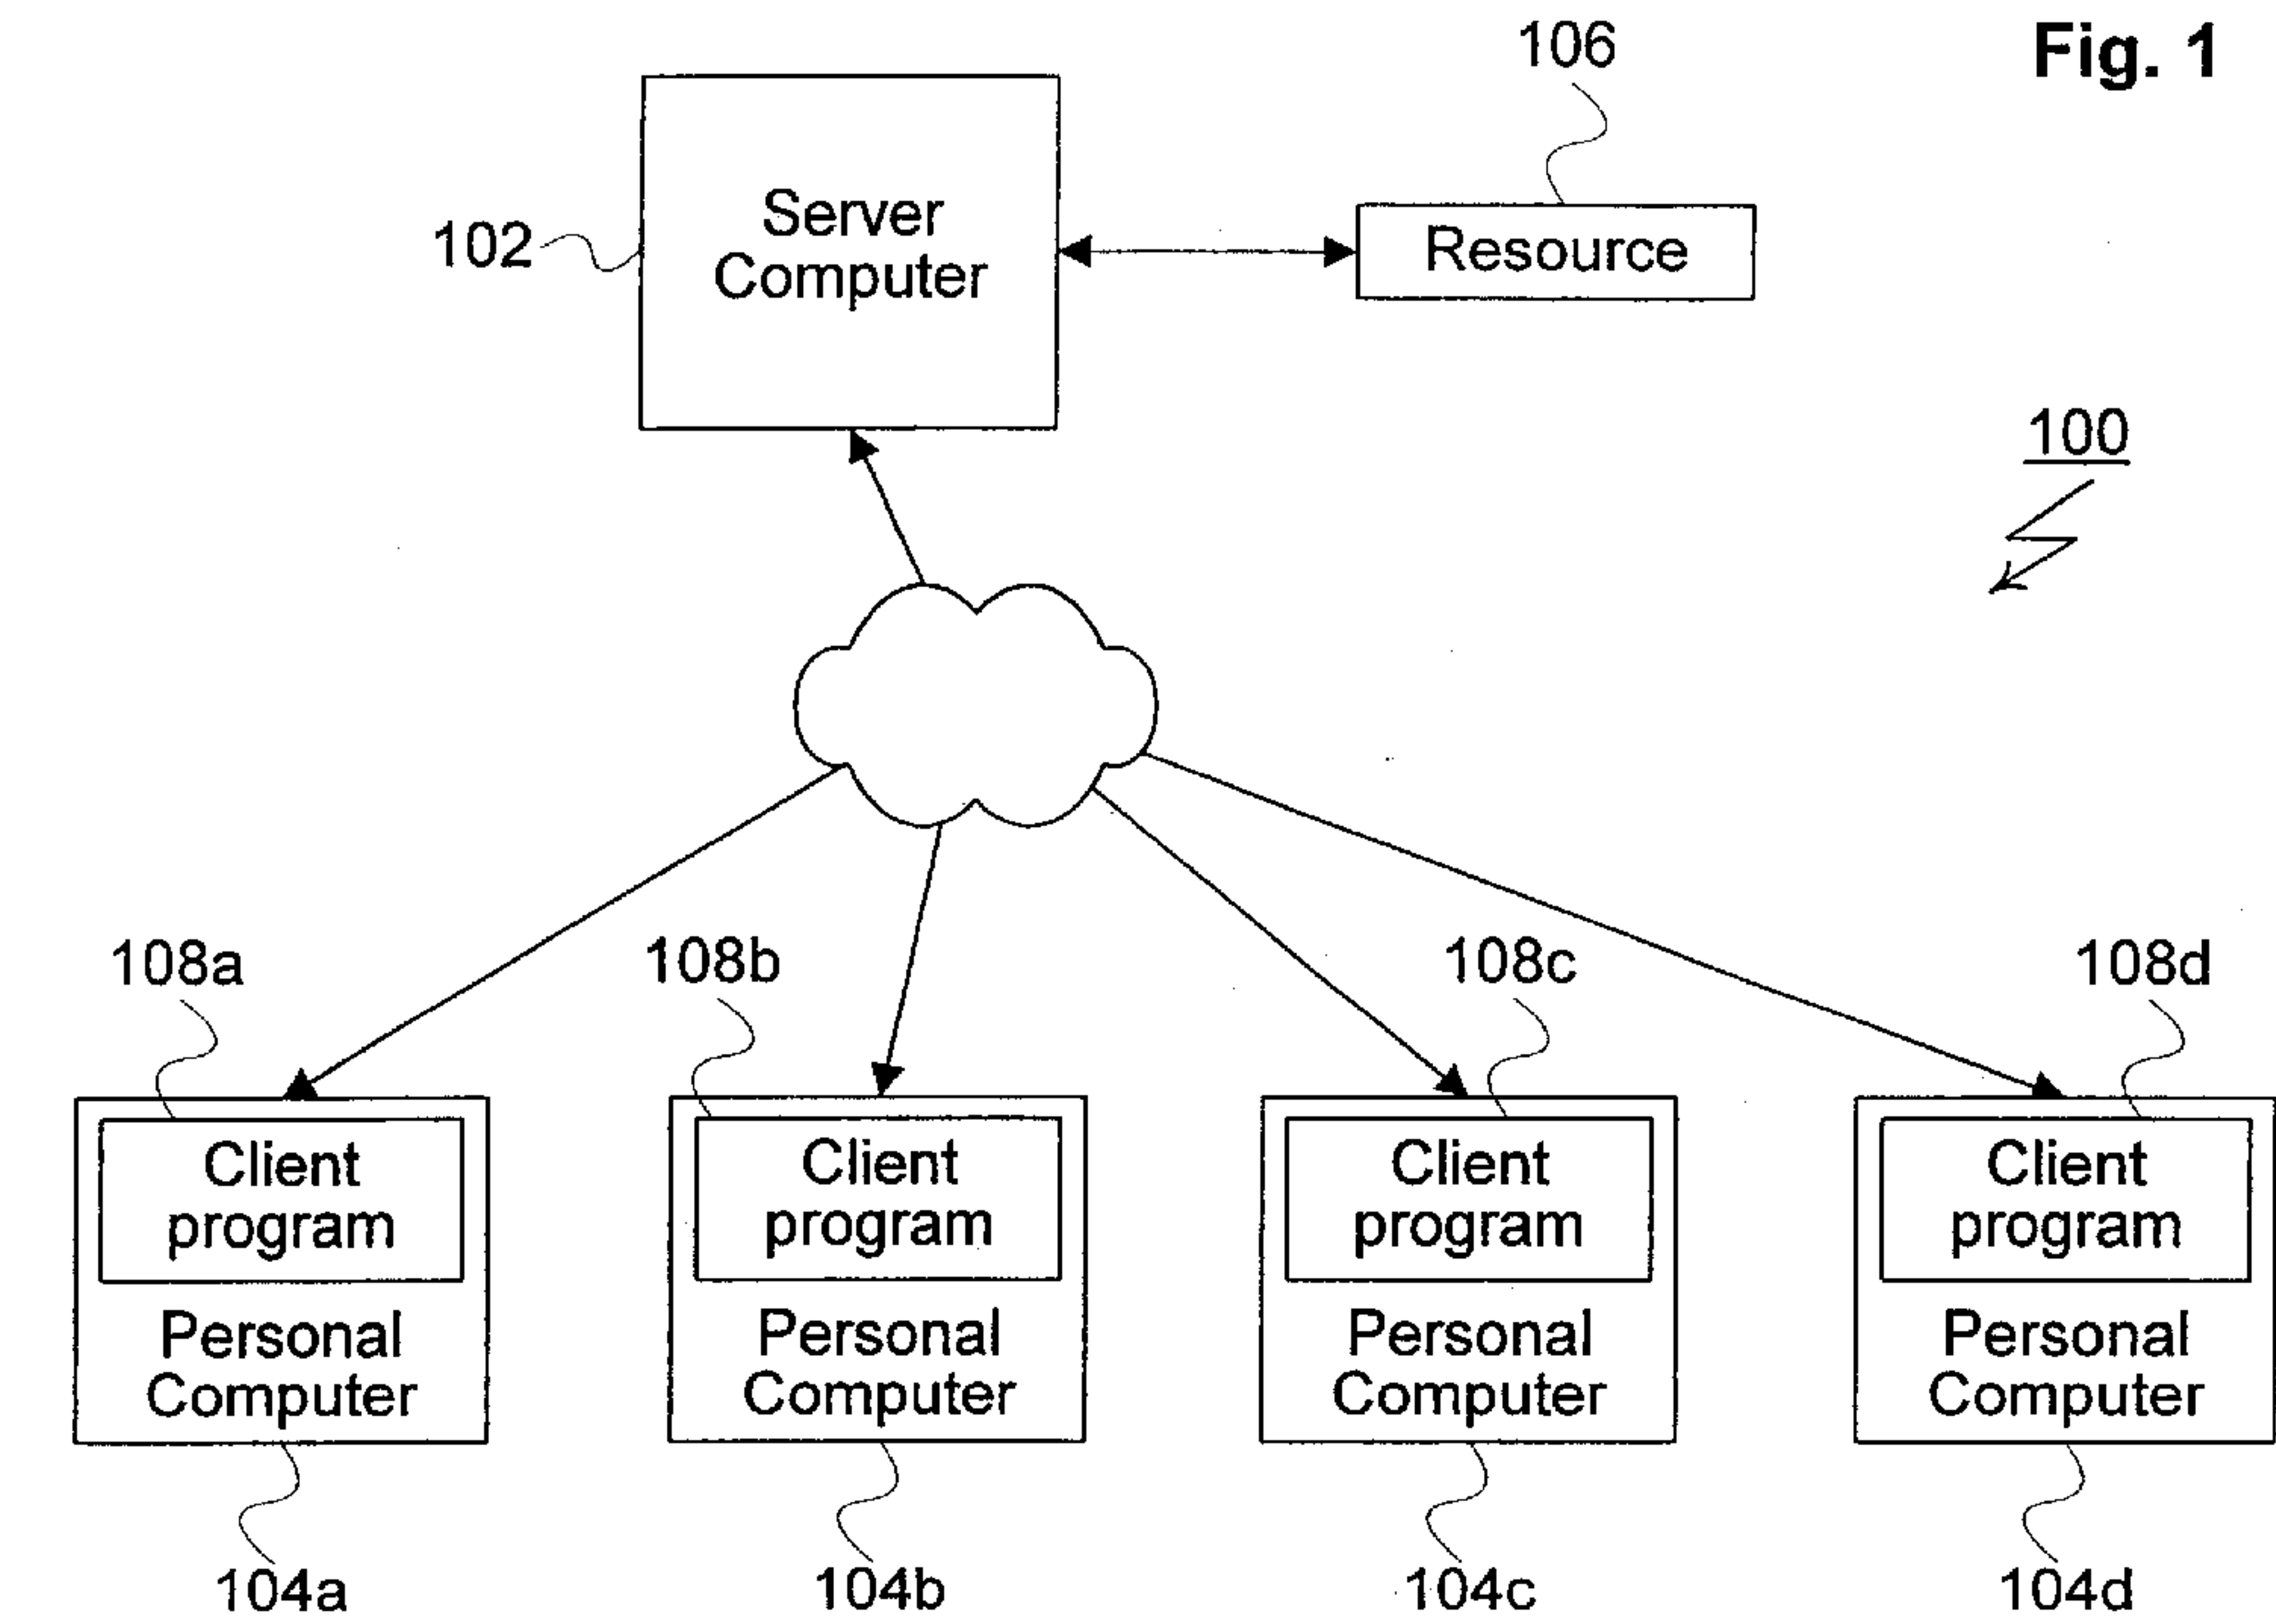 Fig. 1
106
Server
Computer
102
Resource
100
108a
108b
108c
108d
Client
program
Personal
Computer
Client
program
Personal
Computer
Client
program
Personal
Computer
Client
program
Personal
Computer
104a
104b
104c
104d